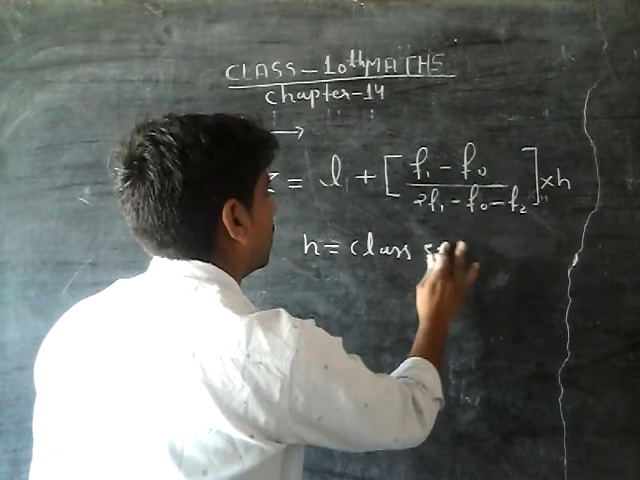 CLASS - 10th MATHS
Chapter-14
→
Z = l₁ + [ f₁ - f₀ / 2f₁ - f₀ - f₂ ] × h
h = class